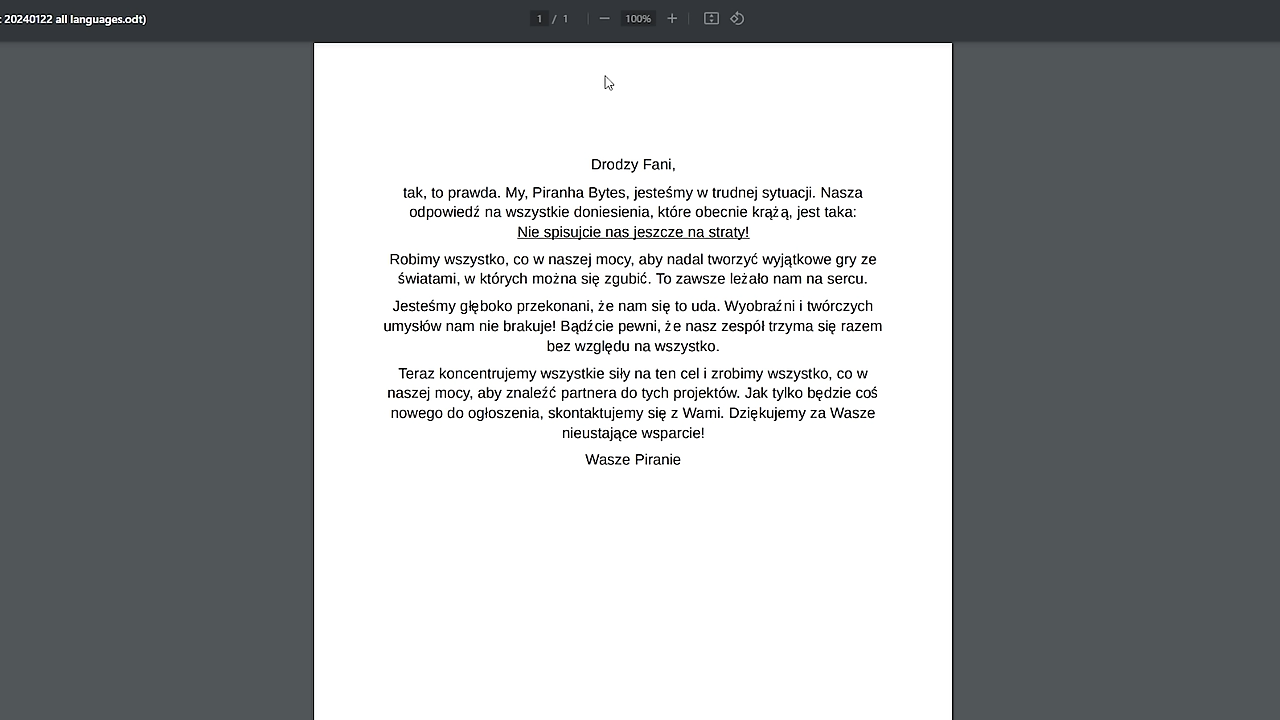 : 20240122 all languages.odt)
1 / 1
100%
Drodzy Fani,
tak, to prawda. My, Piranha Bytes, jesteśmy w trudnej sytuacji. Nasza
odpowiedź na wszystkie doniesienia, które obecnie krążą, jest taka:
Nie spisujcie nas jeszcze na straty!
Robimy wszystko, co w naszej mocy, aby nadal tworzyć wyjątkowe gry ze
światami, w których można się zgubić. To zawsze leżało nam na sercu.
Jesteśmy głęboko przekonani, że nam się to uda. Wyobraźni i twórczych
umysłów nam nie brakuje! Bądźcie pewni, że nasz zespół trzyma się razem
bez względu na wszystko.
Teraz koncentrujemy wszystkie siły na ten cel i zrobimy wszystko, co w
naszej mocy, aby znaleźć partnera do tych projektów. Jak tylko będzie coś
nowego do ogłoszenia, skontaktujemy się z Wami. Dziękujemy za Wasze
nieustające wsparcie!
Wasze Piranie